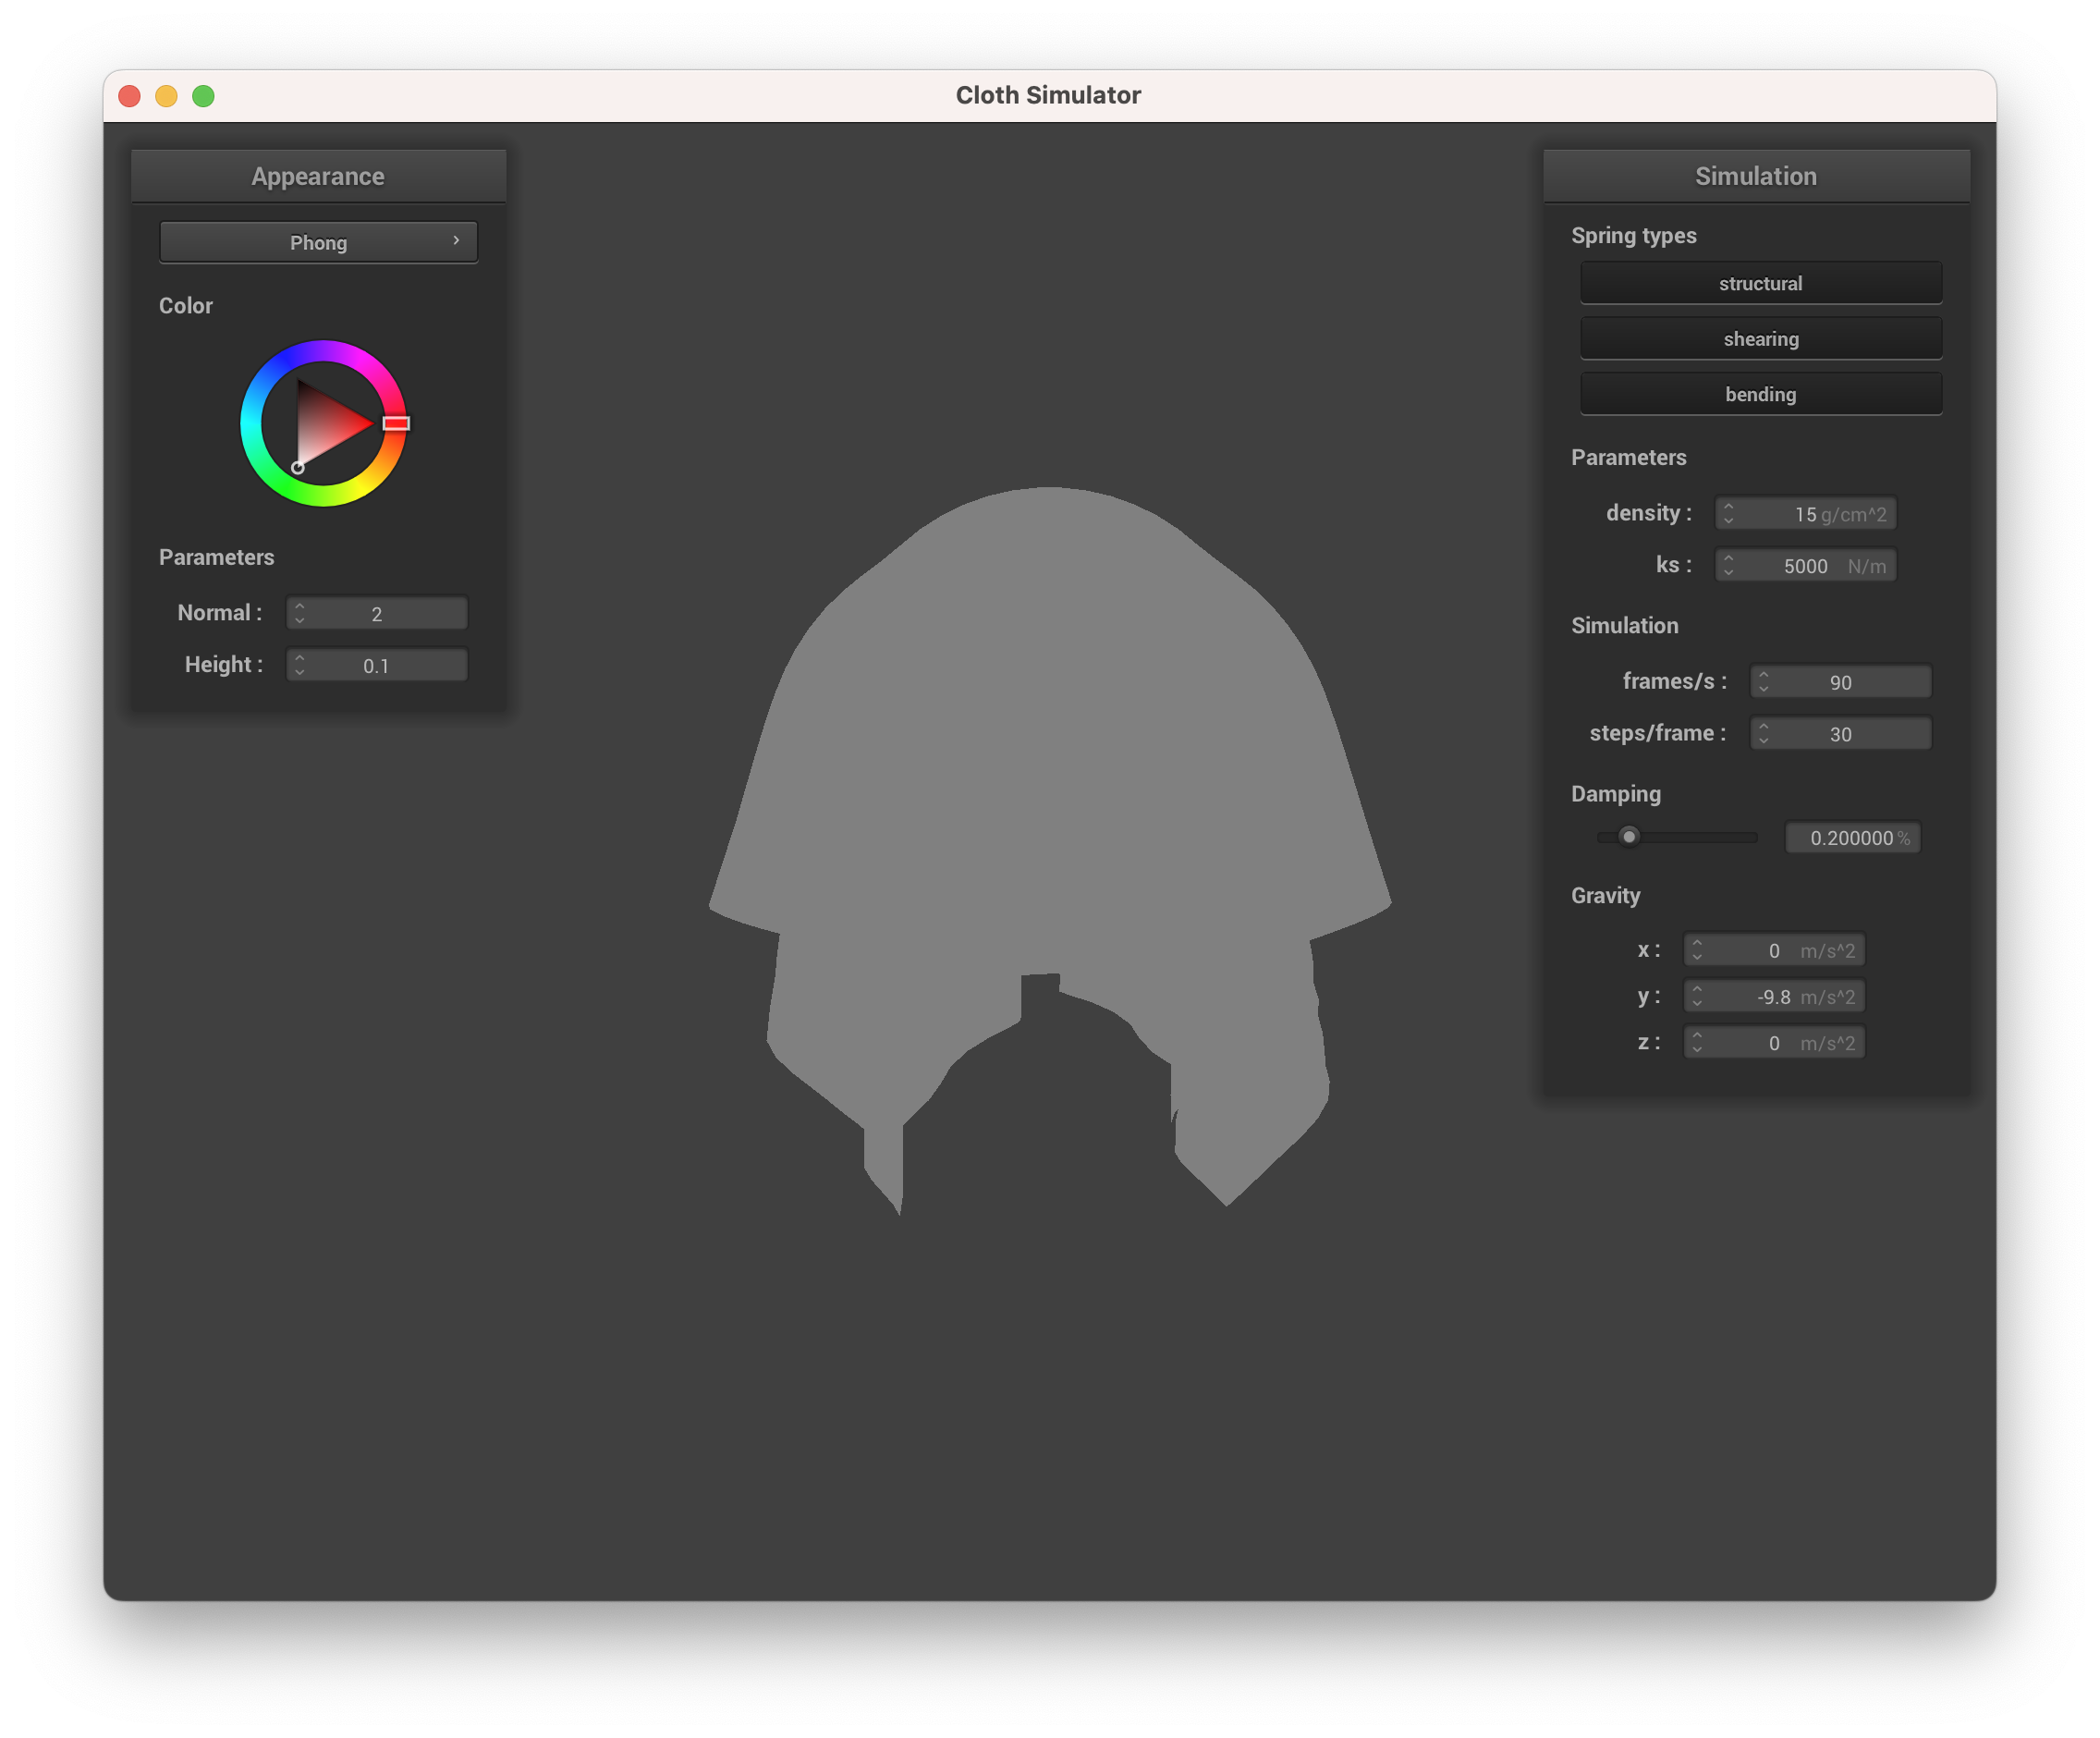 Cloth Simulator
Appearance
Phong
Color
Parameters
Normal : 2
Height : 0.1
Simulation
Spring types
structural
shearing
bending
Parameters
density : 15 g/cm^2
ks : 5000 N/m
Simulation
frames/s : 90
steps/frame : 30
Damping
0.200000 %
Gravity
x : 0 m/s^2
y : -9.8 m/s^2
z : 0 m/s^2